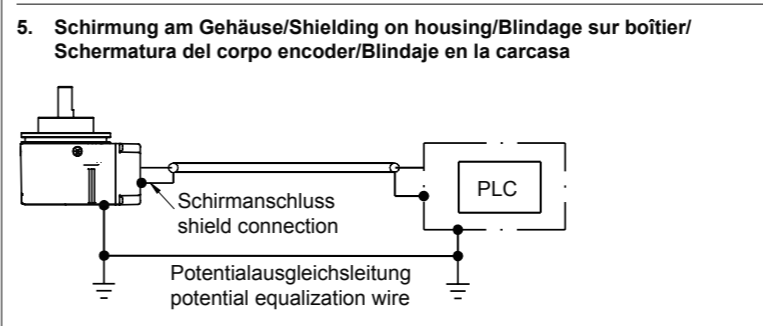 5. Schirmung am Gehäuse/Shielding on housing/Blindage sur boîtier/
Schermatura del corpo encoder/Blindaje en la carcasa
PLC
Schirmanschluss
shield connection
Potentialausgleichsleitung
potential equalization wire